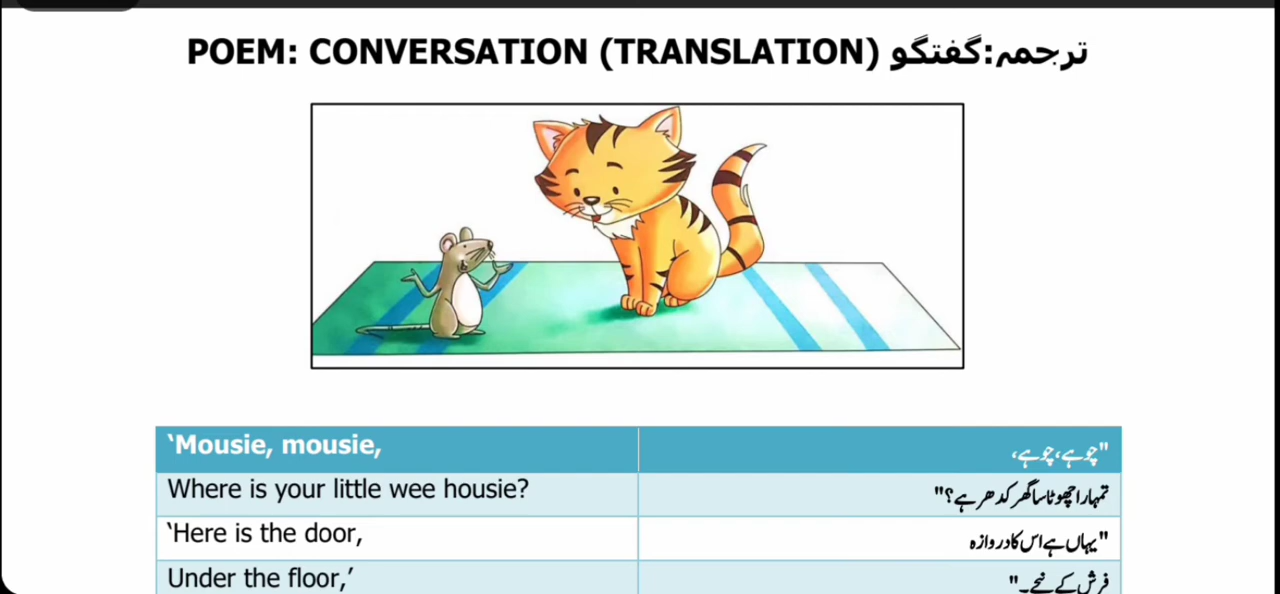 POEM: CONVERSATION (TRANSLATION) ترجمہ:گفتگو
‘Mousie, mousie,
"چوہے، چوہے،
Where is your little wee housie?
تمہارا چھوٹا سا گھر کدھر ہے؟"
‘Here is the door,
"یہاں ہے اس کا دروازہ
Under the floor,’
فرش کے نیچے۔"